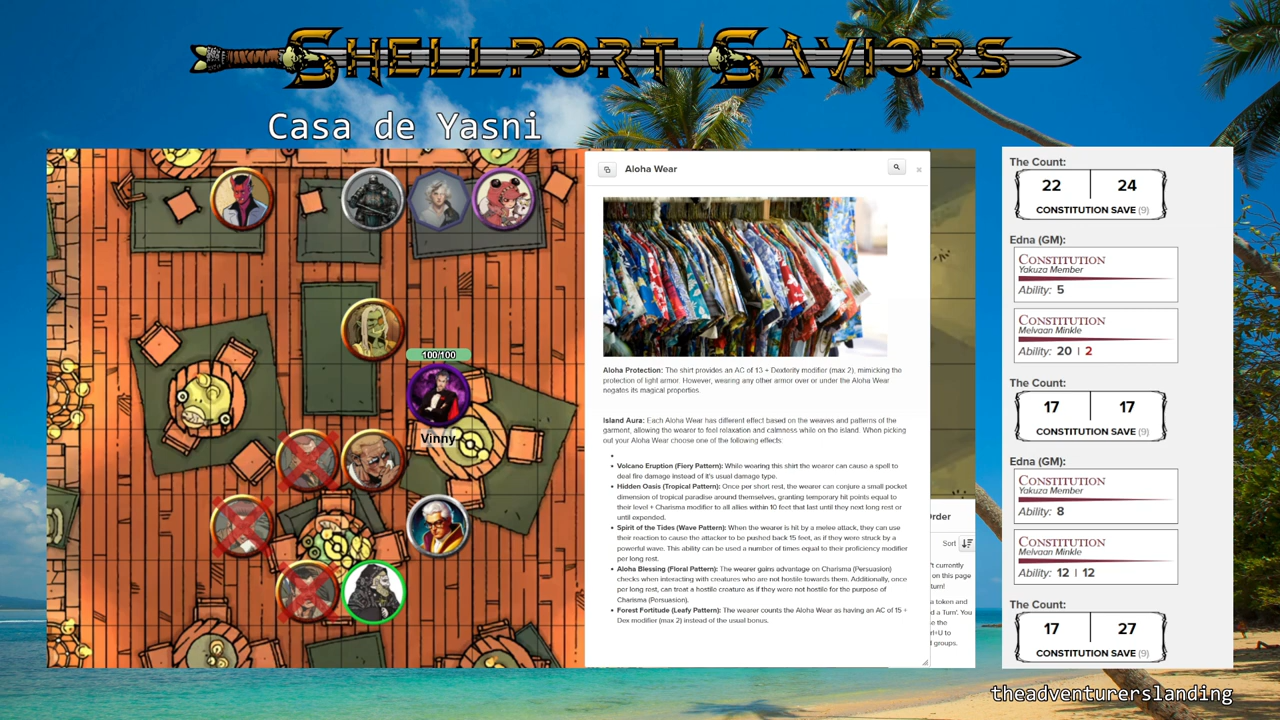 SHELLPORT SAVIORS
Casa de Yasni
Aloha Wear
Aloha Protection: The shirt provides an AC of 13 + Dexterity modifier (max 2), mimicking the
protection of light armor. However, wearing any other armor over or under the Aloha Wear
negates its magical properties.
Island Aura: Each Aloha Wear has different effect based on the weaves and patterns of the
garment, allowing the wearer to feel relaxation and calmness while on the island. When picking
out your Aloha Wear choose one of the following effects:
Volcano Eruption (Fiery Pattern): While wearing this shirt the wearer can cause a spell to
deal fire damage instead of it's usual damage type.
Hidden Oasis (Tropical Pattern): Once per short rest, the wearer can conjure a small pocket
dimension of tropical paradise around themselves, granting temporary hit points equal to
their level + Charisma modifier to all allies within 10 feet that last until they next long rest or
until expended.
Spirit of the Tides (Wave Pattern): When the wearer is hit by a melee attack, they can use
their reaction to cause the attacker to be pushed back 15 feet, as if they were struck by a
powerful wave. This ability can be used a number of times equal to their proficiency modifier
per long rest.
Aloha Blessing (Floral Pattern): The wearer gains advantage on Charisma (Persuasion)
checks when interacting with creatures who are not hostile towards them. Additionally, once
per long rest, can treat a hostile creature as if they were not hostile for the purpose of
Charisma (Persuasion).
Forest Fortitude (Leafy Pattern): The wearer counts the Aloha Wear as having an AC of 15 +
Dex modifier (max 2) instead of the usual bonus.
100/100
Vinny
rder
Sort
't currently
on this page
turn!
a token and
d a Turn'. You
se the
rl+U to
d groups.
The Count:
22 24
CONSTITUTION SAVE (9)
Edna (GM):
CONSTITUTION
Yakuza Member
Ability: 5
CONSTITUTION
Melvaan Minkle
Ability: 20 | 2
The Count:
17 17
CONSTITUTION SAVE (9)
Edna (GM):
CONSTITUTION
Yakuza Member
Ability: 8
CONSTITUTION
Melvaan Minkle
Ability: 12 | 12
The Count:
17 27
CONSTITUTION SAVE (9)
theadventurerslanding